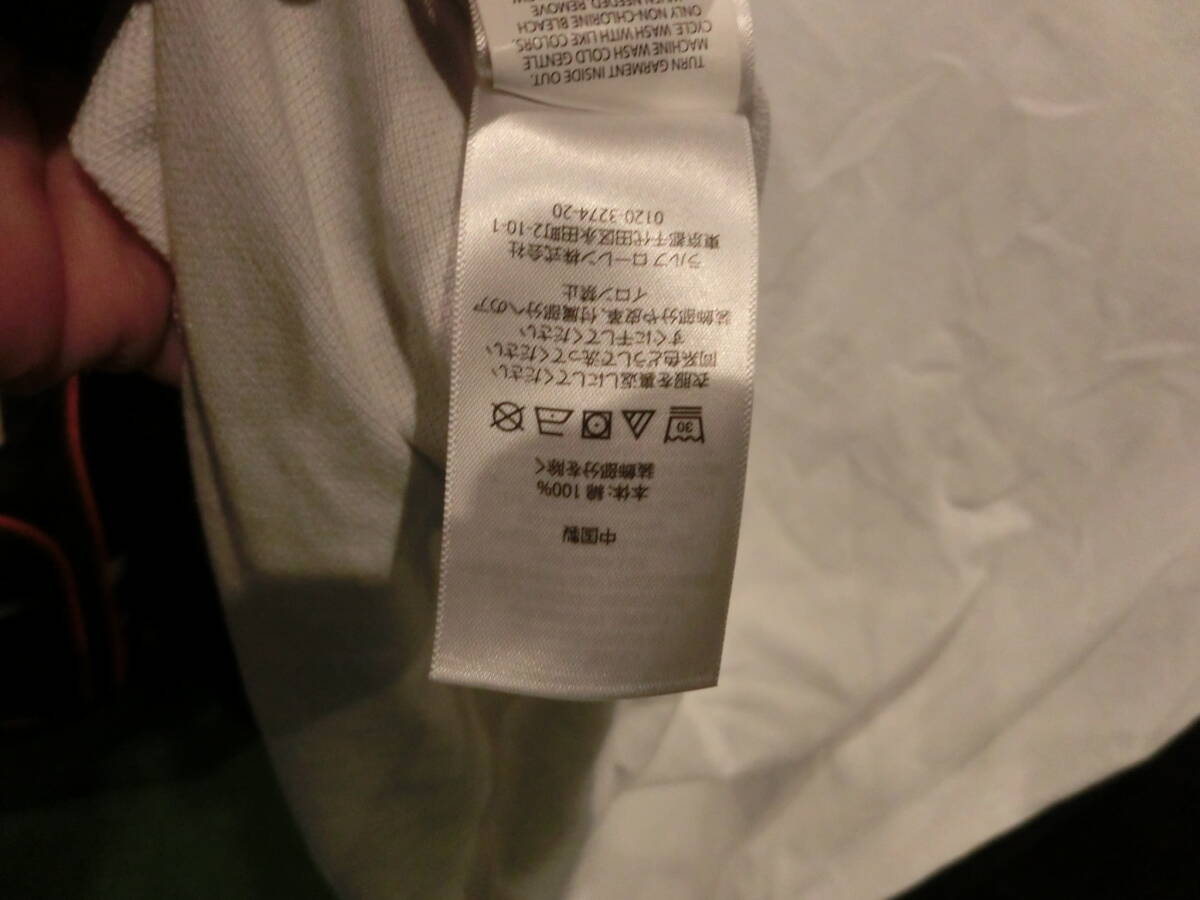 TURN GARMENT INSIDE OUT.
MACHINE WASH COLD GENTLE
CYCLE WASH WITH LIKE COLORS.
ONLY NON-CHLORINE BLEACH
WHEN NEEDED. REMOVE
中国製
本体: 綿 100%
装飾部分を除く
30
衣服を裏返しにしてください
同系色どうしで洗ってください
すぐに干してください
装飾部分や皮革、付属部分へのア
イロン禁止
ラルフ ローレン株式会社
東京都千代田区永田町2-10-1
0120-3274-20